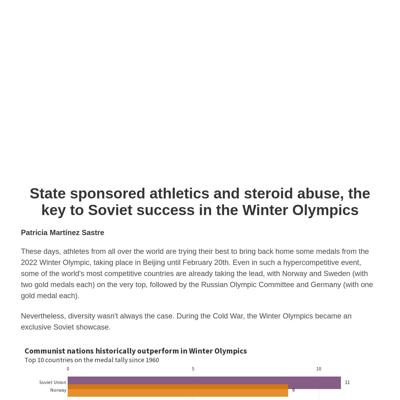 State sponsored athletics and steroid abuse, the
key to Soviet success in the Winter Olympics
Patricia Martínez Sastre
These days, athletes from all over the world are trying their best to bring back home some medals from the
2022 Winter Olympic, taking place in Beijing until February 20th. Even in such a hypercompetitive event,
some of the world's most competitive countries are already taking the lead, with Norway and Sweden (with
two gold medals each) on the very top, followed by the Russian Olympic Committee and Germany (with one
gold medal each).
Nevertheless, diversity wasn't always the case. During the Cold War, the Winter Olympics became an
exclusive Soviet showcase.
Communist nations historically outperform in Winter Olympics
Top 10 countries on the medal tally since 1960
0 5 10
Soviet Union 11
Norway